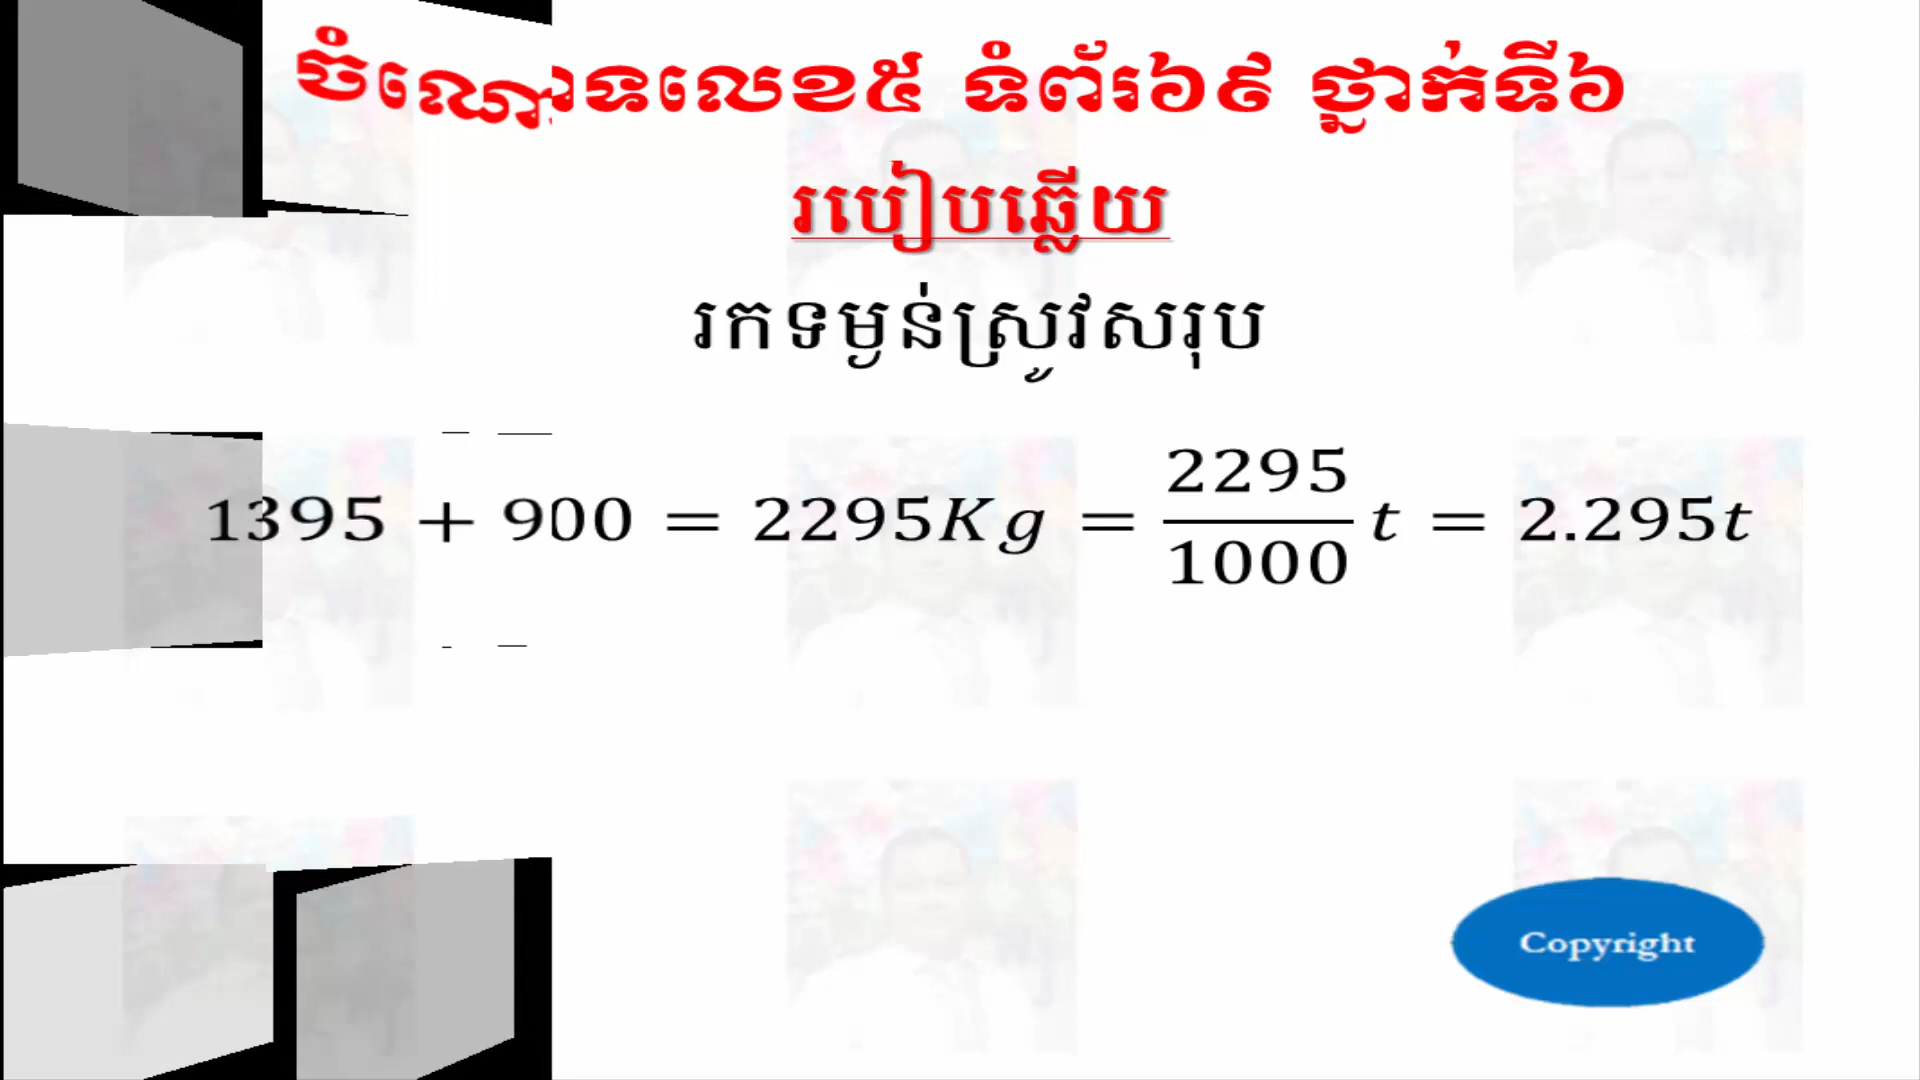 ចំណោទលេខ៥ ទំព័រ៦៩ ថ្នាក់ទី៦
របៀបឆ្លើយ
រកទម្ងន់ស្រូវសរុប
1395 + 900 = 2295Kg = 2295/1000 t = 2.295t
Copyright